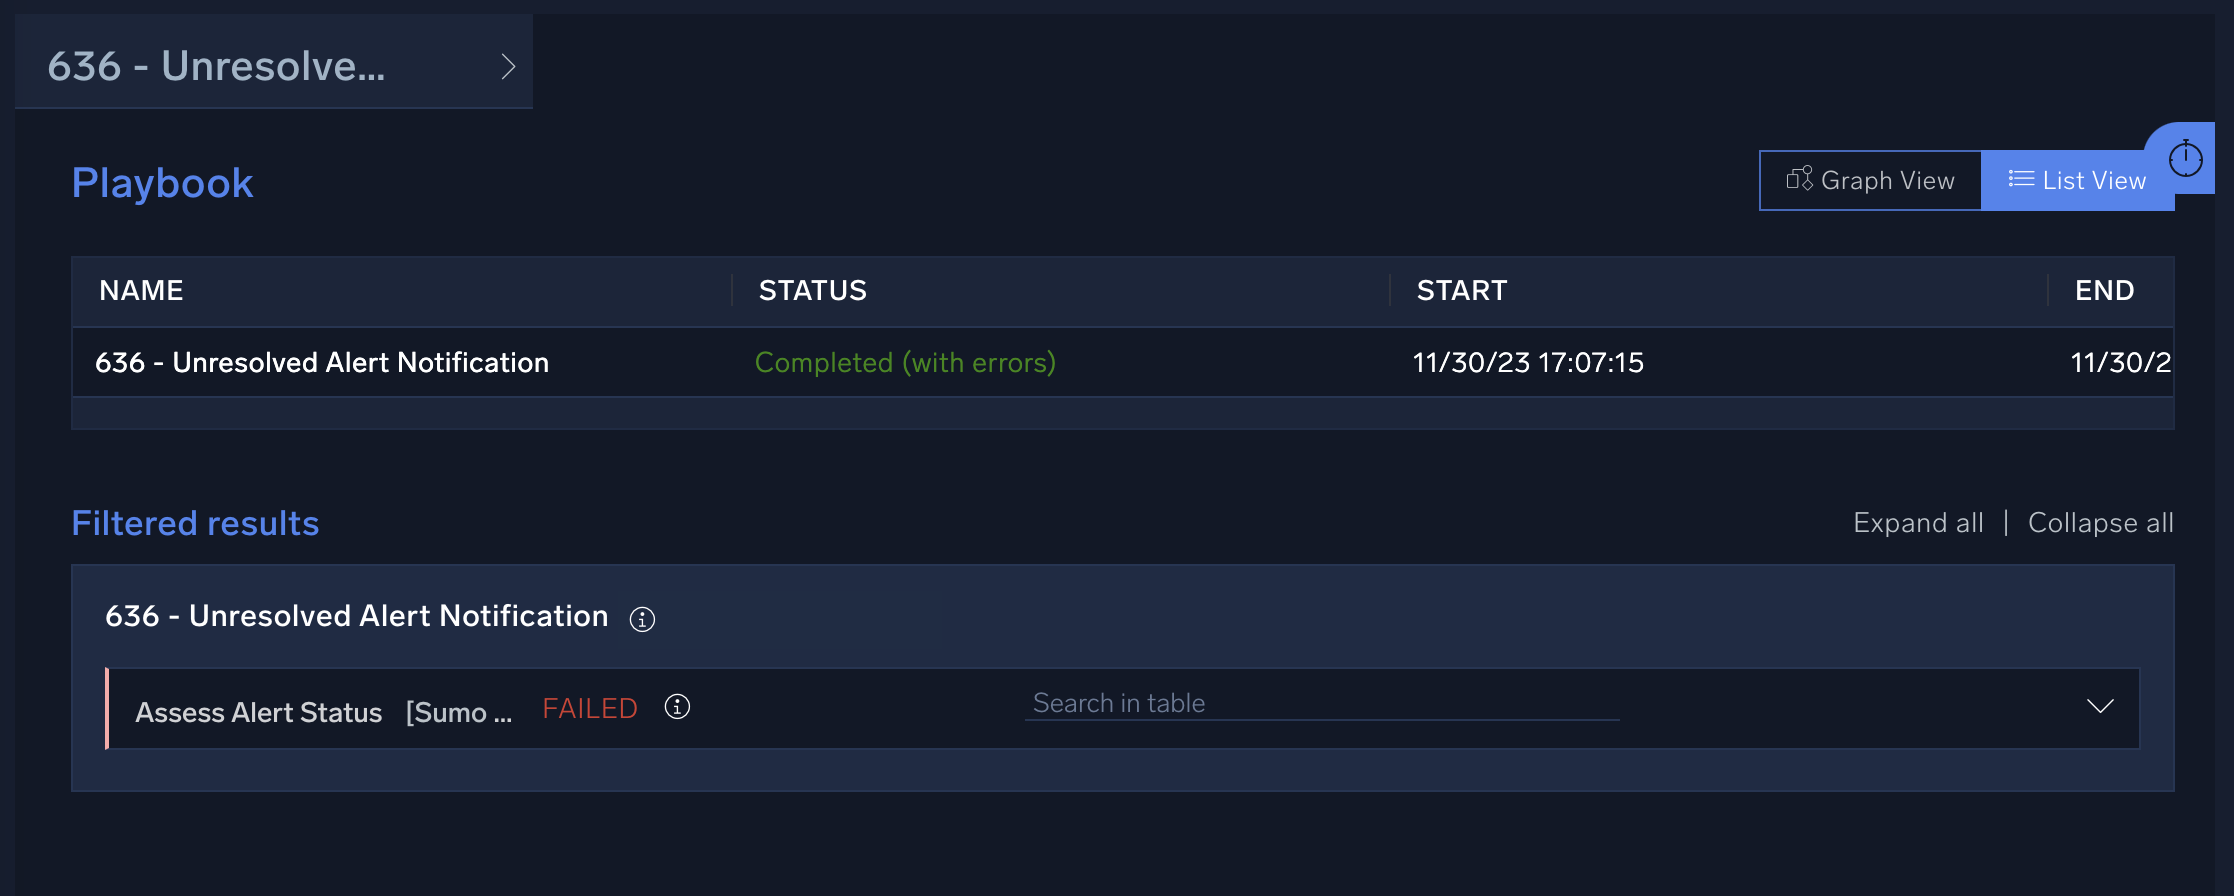 636 - Unresolve...
Playbook
Graph View
List View
NAME STATUS START END
636 - Unresolved Alert Notification Completed (with errors) 11/30/23 17:07:15 11/30/2
Filtered results
Expand all | Collapse all
636 - Unresolved Alert Notification
Assess Alert Status [Sumo ... FAILED Search in table